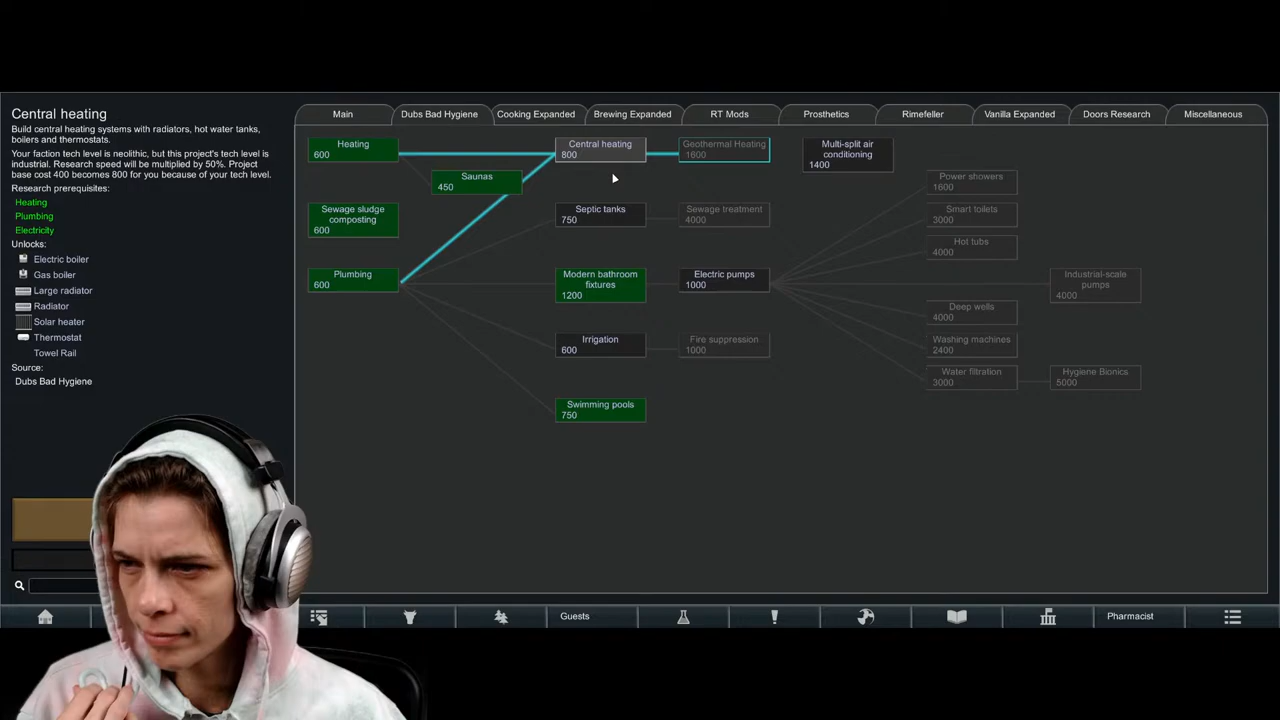 Central heating
Build central heating systems with radiators, hot water tanks,
boilers and thermostats.
Your faction tech level is neolithic, but this project's tech level is
industrial. Research speed will be multiplied by 50%. Project
base cost 400 becomes 800 for you because of your tech level.
Research prerequisites:
Heating
Plumbing
Electricity
Unlocks:
Electric boiler
Gas boiler
Large radiator
Radiator
Solar heater
Thermostat
Towel Rail
Source:
Dubs Bad Hygiene
Main
Dubs Bad Hygiene
Cooking Expanded
Brewing Expanded
RT Mods
Prosthetics
Rimefeller
Vanilla Expanded
Doors Research
Miscellaneous
Heating
600
Central heating
800
Geothermal Heating
1600
Multi-split air
conditioning
1400
Saunas
450
Power showers
1600
Sewage sludge
composting
600
Septic tanks
750
Sewage treatment
4000
Smart toilets
3000
Hot tubs
4000
Plumbing
600
Modern bathroom
fixtures
1200
Electric pumps
1000
Industrial-scale
pumps
4000
Deep wells
4000
Irrigation
600
Fire suppression
1000
Washing machines
2400
Water filtration
3000
Hygiene Bionics
5000
Swimming pools
750
Guests
Pharmacist